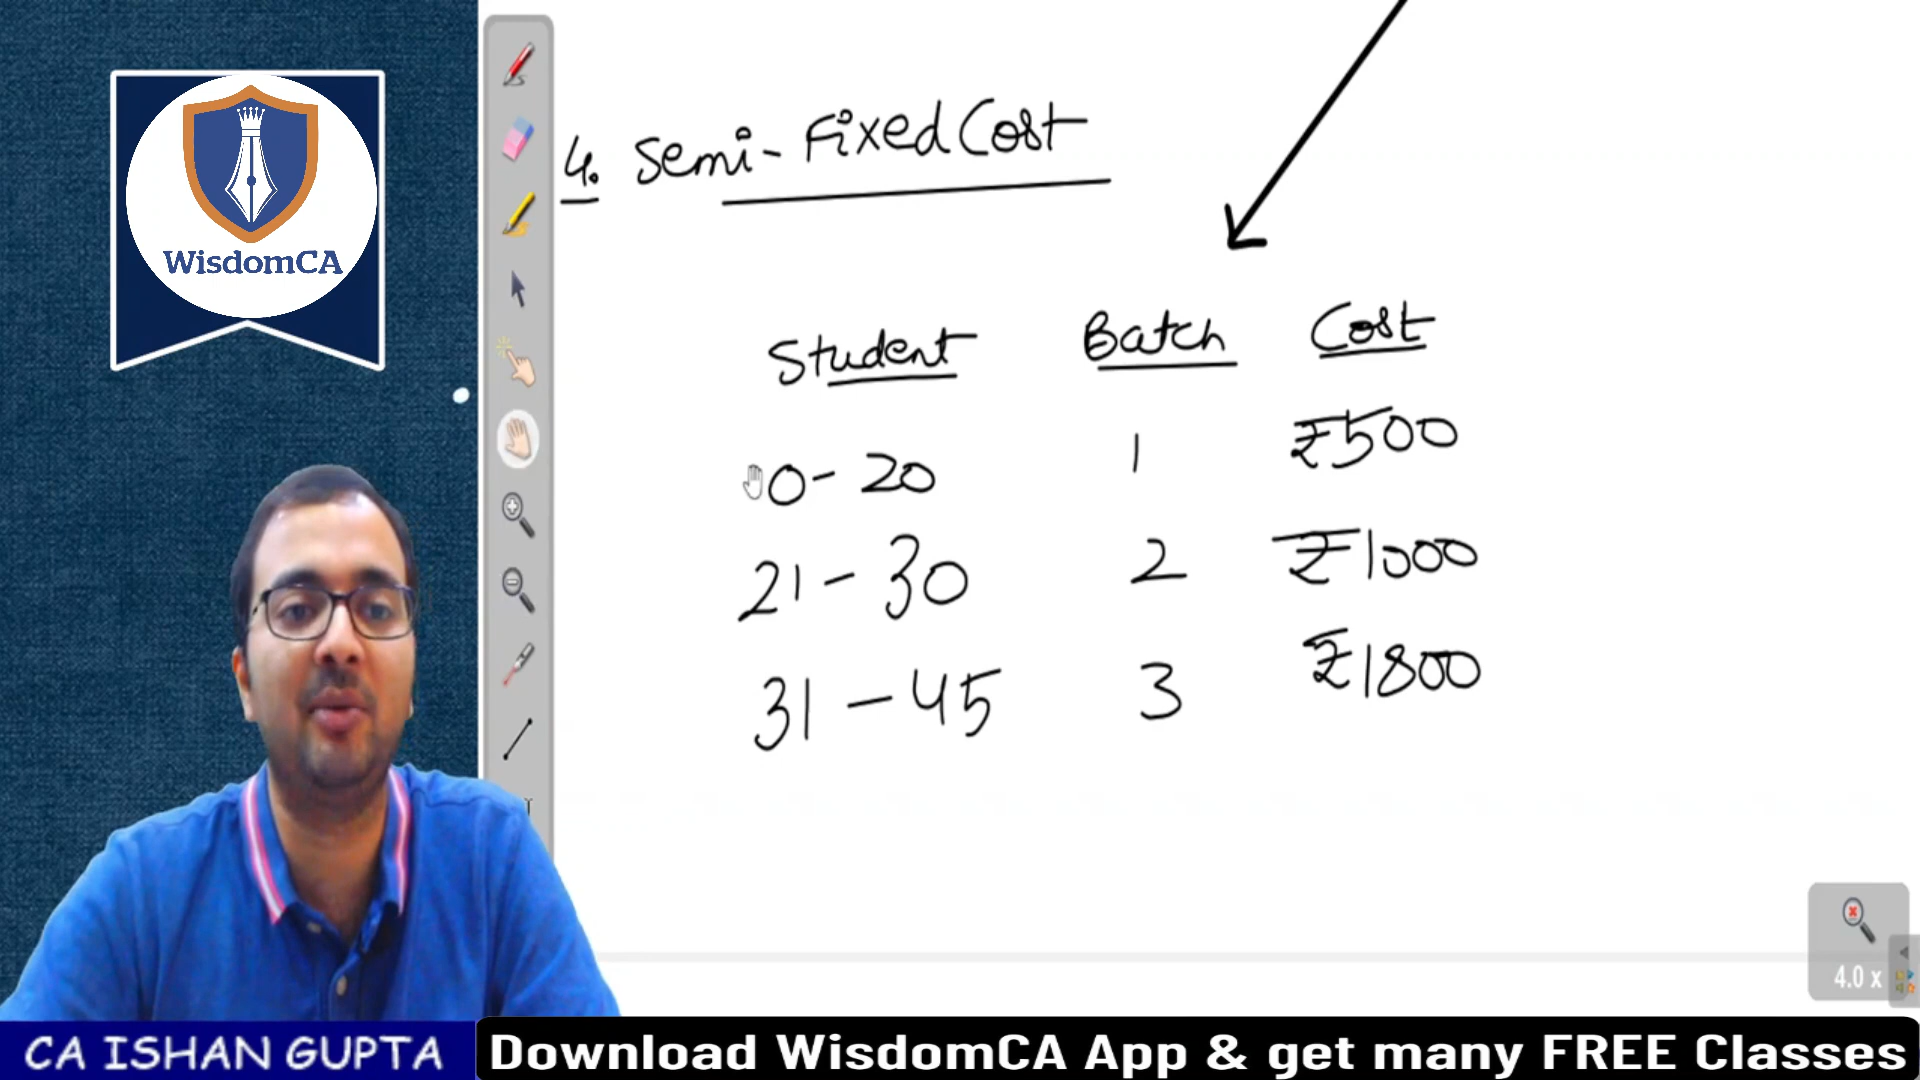 WisdomCA
4. Semi-Fixed Cost
Student Batch Cost
0-20 1 ₹500
21-30 2 ₹1000
31-45 3 ₹1800
4.0 x
CA ISHAN GUPTA
Download WisdomCA App & get many FREE Classes